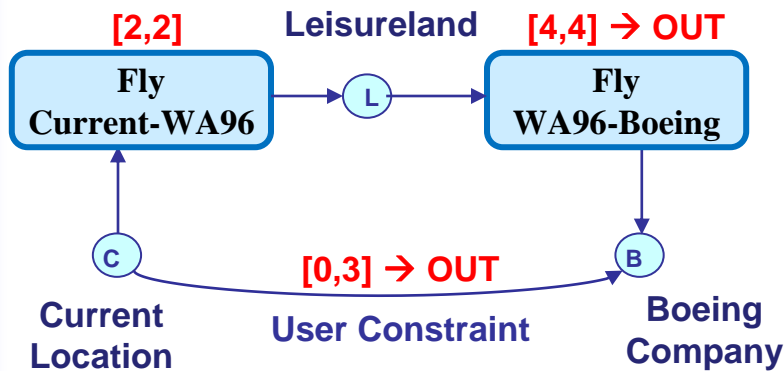 [2,2]
Leisureland
[4,4] → OUT
Fly
Current-WA96
L
Fly
WA96-Boeing
C
[0,3] → OUT
B
Current
Location
User Constraint
Boeing
Company